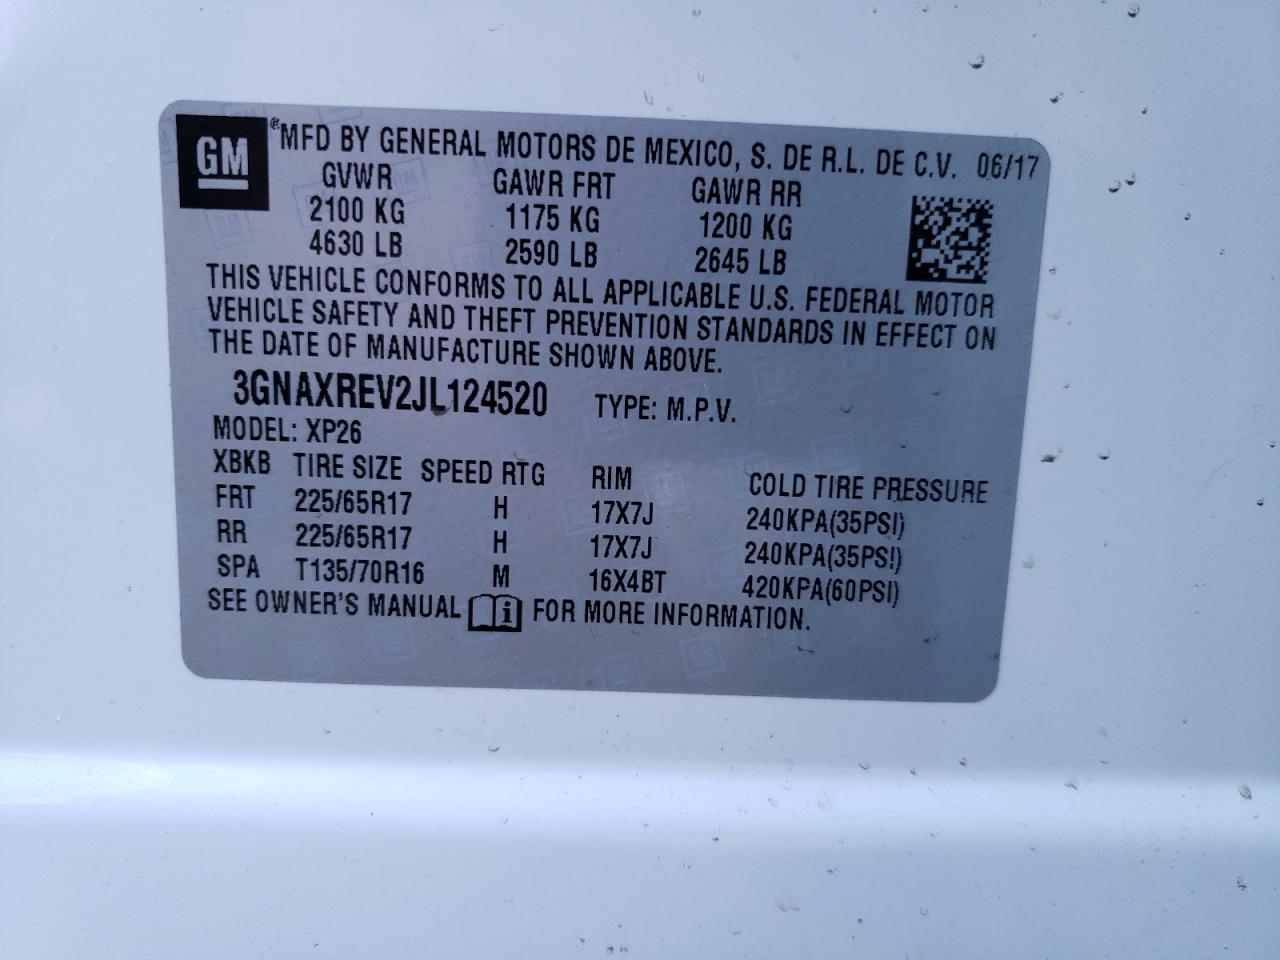 GM ® MFD BY GENERAL MOTORS DE MEXICO, S. DE R.L. DE C.V. 06/17
GVWR GAWR FRT GAWR RR
2100 KG 1175 KG 1200 KG
4630 LB 2590 LB 2645 LB
THIS VEHICLE CONFORMS TO ALL APPLICABLE U.S. FEDERAL MOTOR
VEHICLE SAFETY AND THEFT PREVENTION STANDARDS IN EFFECT ON
THE DATE OF MANUFACTURE SHOWN ABOVE.
3GNAXREV2JL124520 TYPE: M.P.V.
MODEL: XP26
XBKB TIRE SIZE SPEED RTG RIM COLD TIRE PRESSURE
FRT 225/65R17 H 17X7J 240KPA(35PSI)
RR 225/65R17 H 17X7J 240KPA(35PSI)
SPA T135/70R16 M 16X4BT 420KPA(60PSI)
SEE OWNER'S MANUAL i FOR MORE INFORMATION.